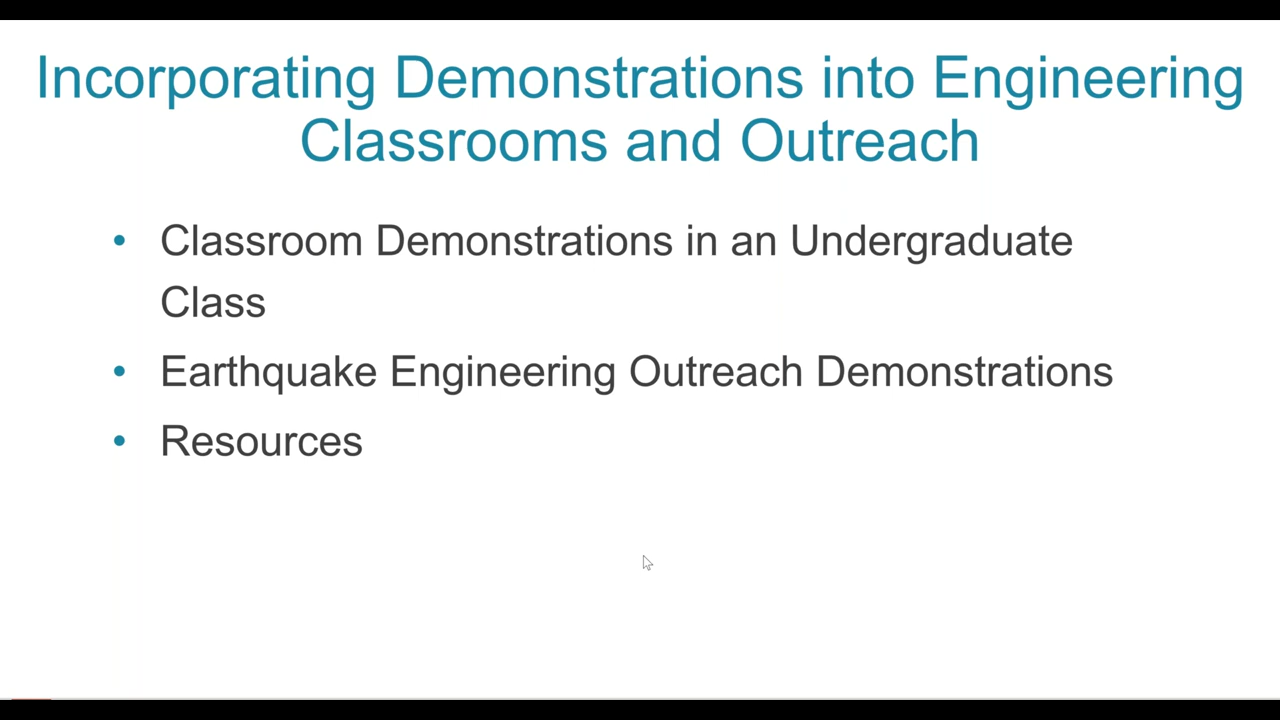 Incorporating Demonstrations into Engineering
Classrooms and Outreach
• Classroom Demonstrations in an Undergraduate
Class
• Earthquake Engineering Outreach Demonstrations
• Resources